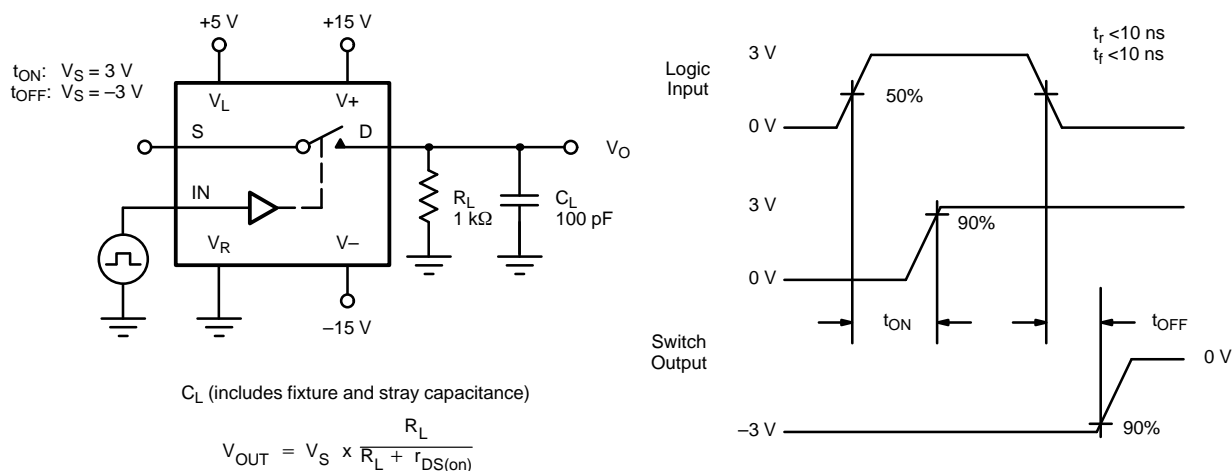 +5 V
+15 V
tON: VS = 3 V
tOFF: VS = –3 V
VL
V+
S
D
VO
IN
RL
1 kΩ
CL
100 pF
VR
V–
–15 V
CL (includes fixture and stray capacitance)
VOUT = VS x RL
RL + rDS(on)
tr <10 ns
tf <10 ns
3 V
Logic
Input
50%
0 V
3 V
90%
0 V
tON
tOFF
Switch
Output
0 V
–3 V
90%